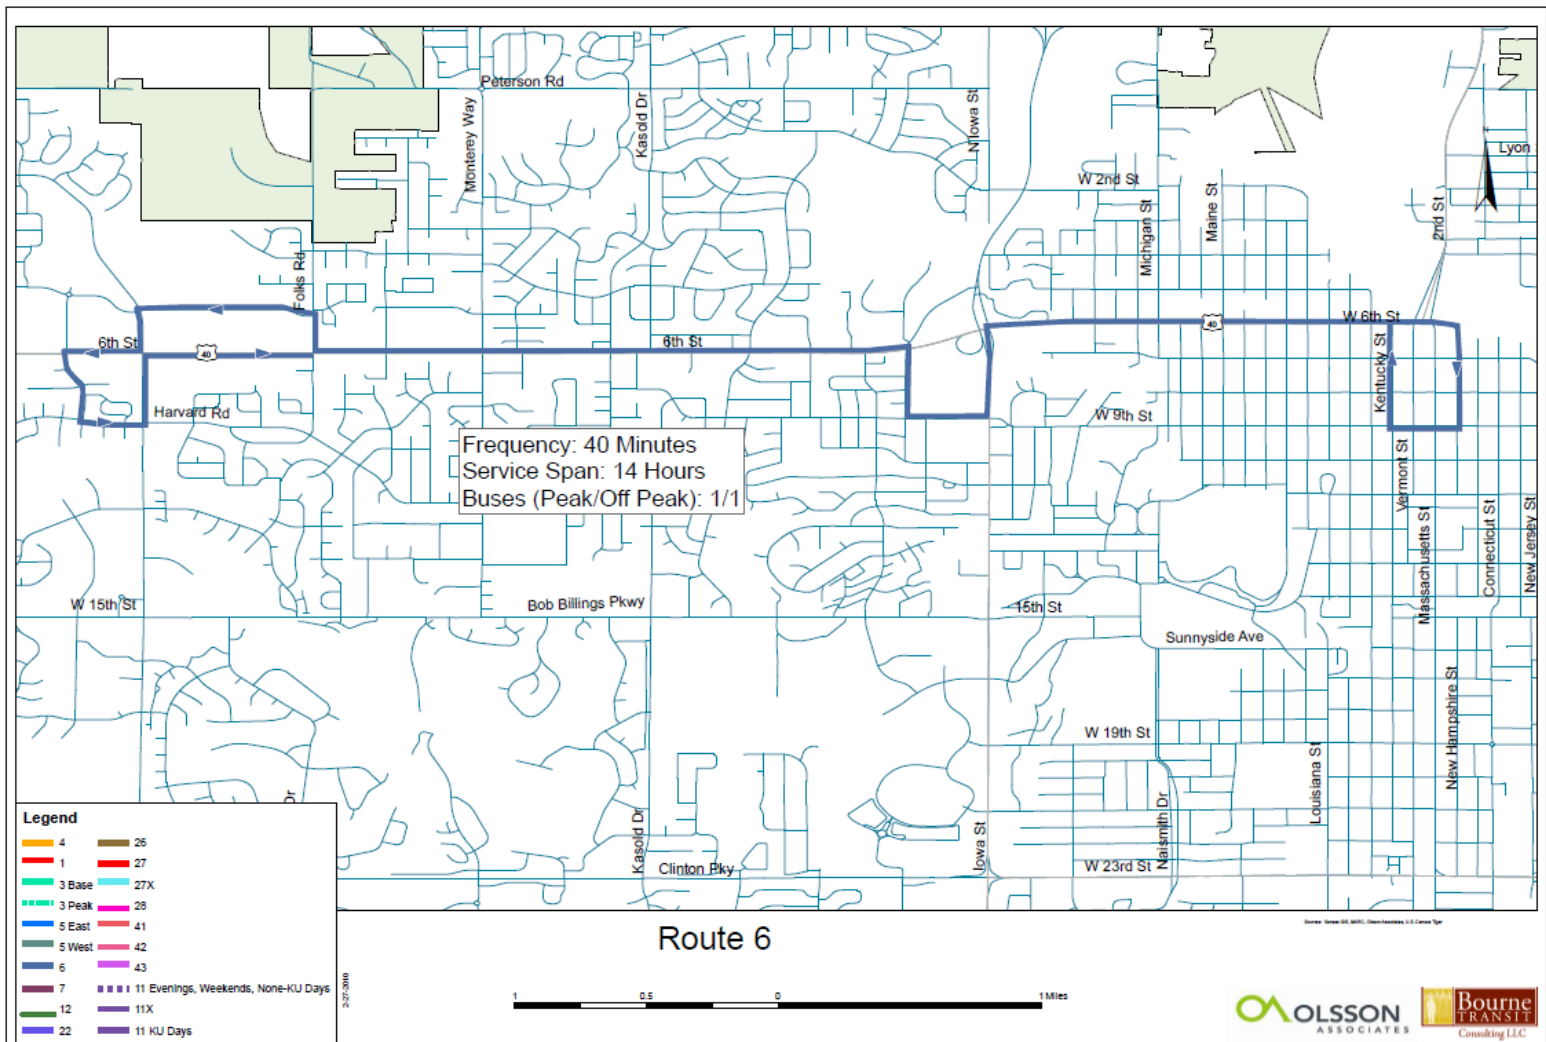 Peterson Rd
Monterey Way
Kasold Dr
N Iowa St
Lyon
W 2nd St
Michigan St
Maine St
2nd St
Folks Rd
6th St
40
6th St
40
W 6th St
Kentucky St
Harvard Rd
W 9th St
Frequency: 40 Minutes
Service Span: 14 Hours
Buses (Peak/Off Peak): 1/1
Vermont St
Massachusetts St
Connecticut St
New Jersey St
W 15th St
Bob Billings Pkwy
15th St
Sunnyside Ave
W 19th St
New Hampshire St
Louisiana St
Naismith Dr
Dr
Kasold Dr
Iowa St
Clinton Pky
W 23rd St
Legend
4
26
1
27
3 Base
27X
3 Peak
28
5 East
41
5 West
42
6
43
7
11 Evenings, Weekends, None-KU Days
12
11X
22
11 KU Days
2-27-2010
Route 6
1
0.5
0
1 Miles
OLSSON
ASSOCIATES
Bourne
TRANSIT
Consulting LLC